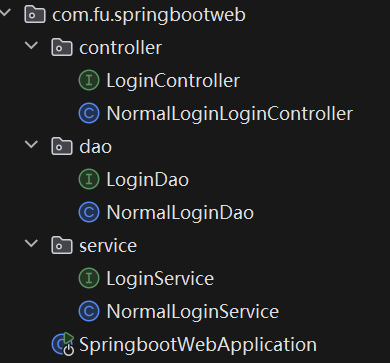 com.fu.springbootweb
controller
LoginController
NormalLoginLoginController
dao
LoginDao
NormalLoginDao
service
LoginService
NormalLoginService
SpringbootWebApplication